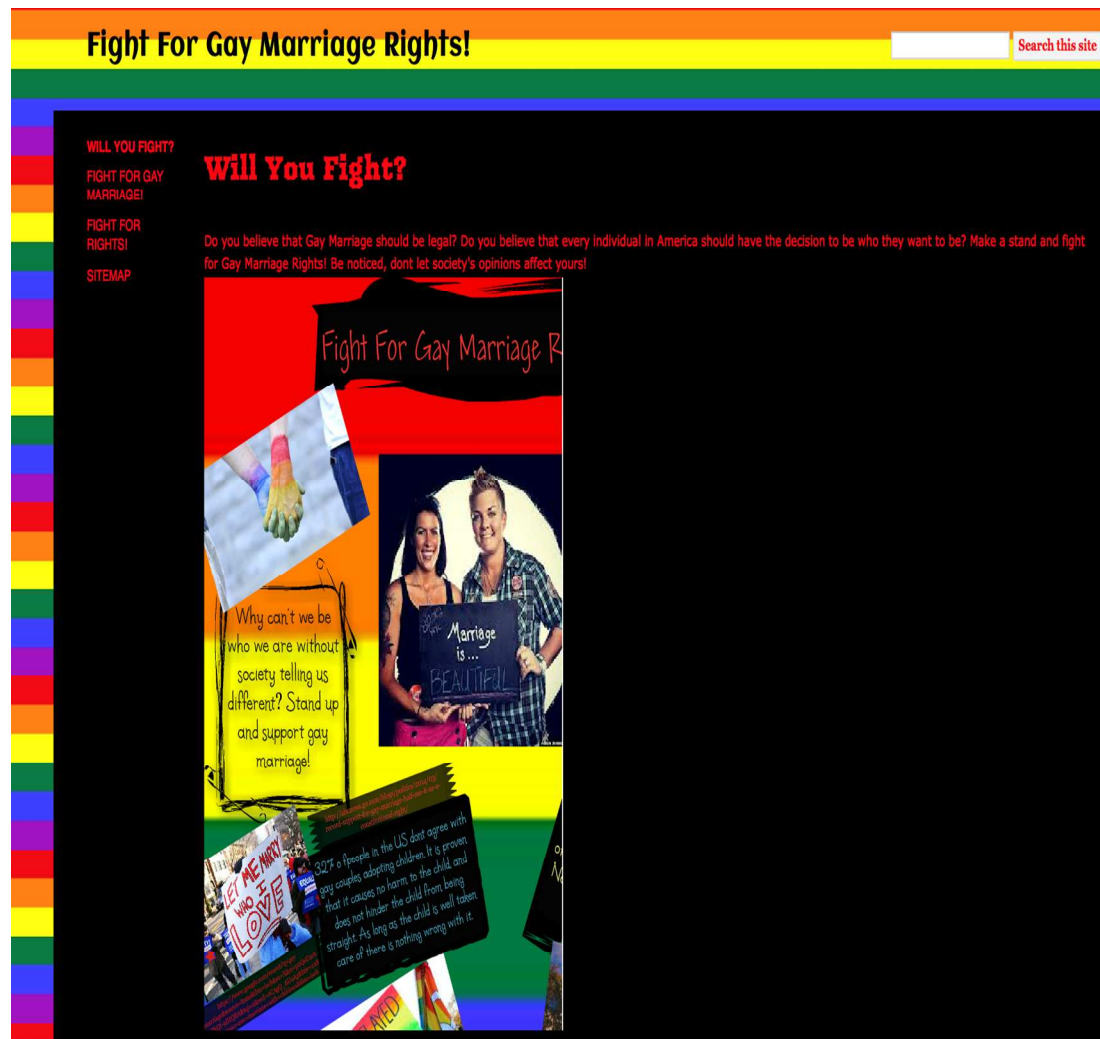 Fight For Gay Marriage Rights!
Search this site
WILL YOU FIGHT?
FIGHT FOR GAY
MARRIAGE!
FIGHT FOR
RIGHTS!
SITEMAP
Will You Fight?
Do you believe that Gay Marriage should be legal? Do you believe that every individual in America should have the decision to be who they want to be? Make a stand and fight
for Gay Marriage Rights! Be noticed, dont let society's opinions affect yours!
Fight For Gay Marriage R
Marriage
is...
BEAUTIFUL
Why can't we be
who we are without
society telling us
different? Stand up
and support gay
marriage!
32% o fpeople in the US dont agree with
gay couples adopting children. It is proven
that it causes no harm to the child, and
does not hinder the child from being
straight. As long as the child is well taken
care of there is nothing wrong with it.
LET ME MARRY
WHO I
LOVE
LAYED